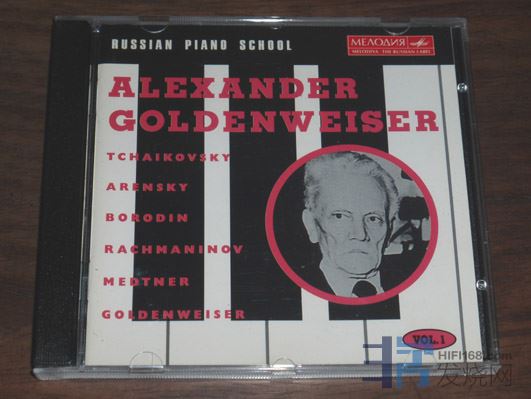 RUSSIAN PIANO SCHOOL
МЕЛОДИЯ
MELODIYA THE RUSSIAN LABEL
ALEXANDER
GOLDENWEISER
TCHAIKOVSKY
ARENSKY
BORODIN
RACHMANINOV
MEDTNER
GOLDENWEISER
VOL.1
HIFI168.com
发烧网